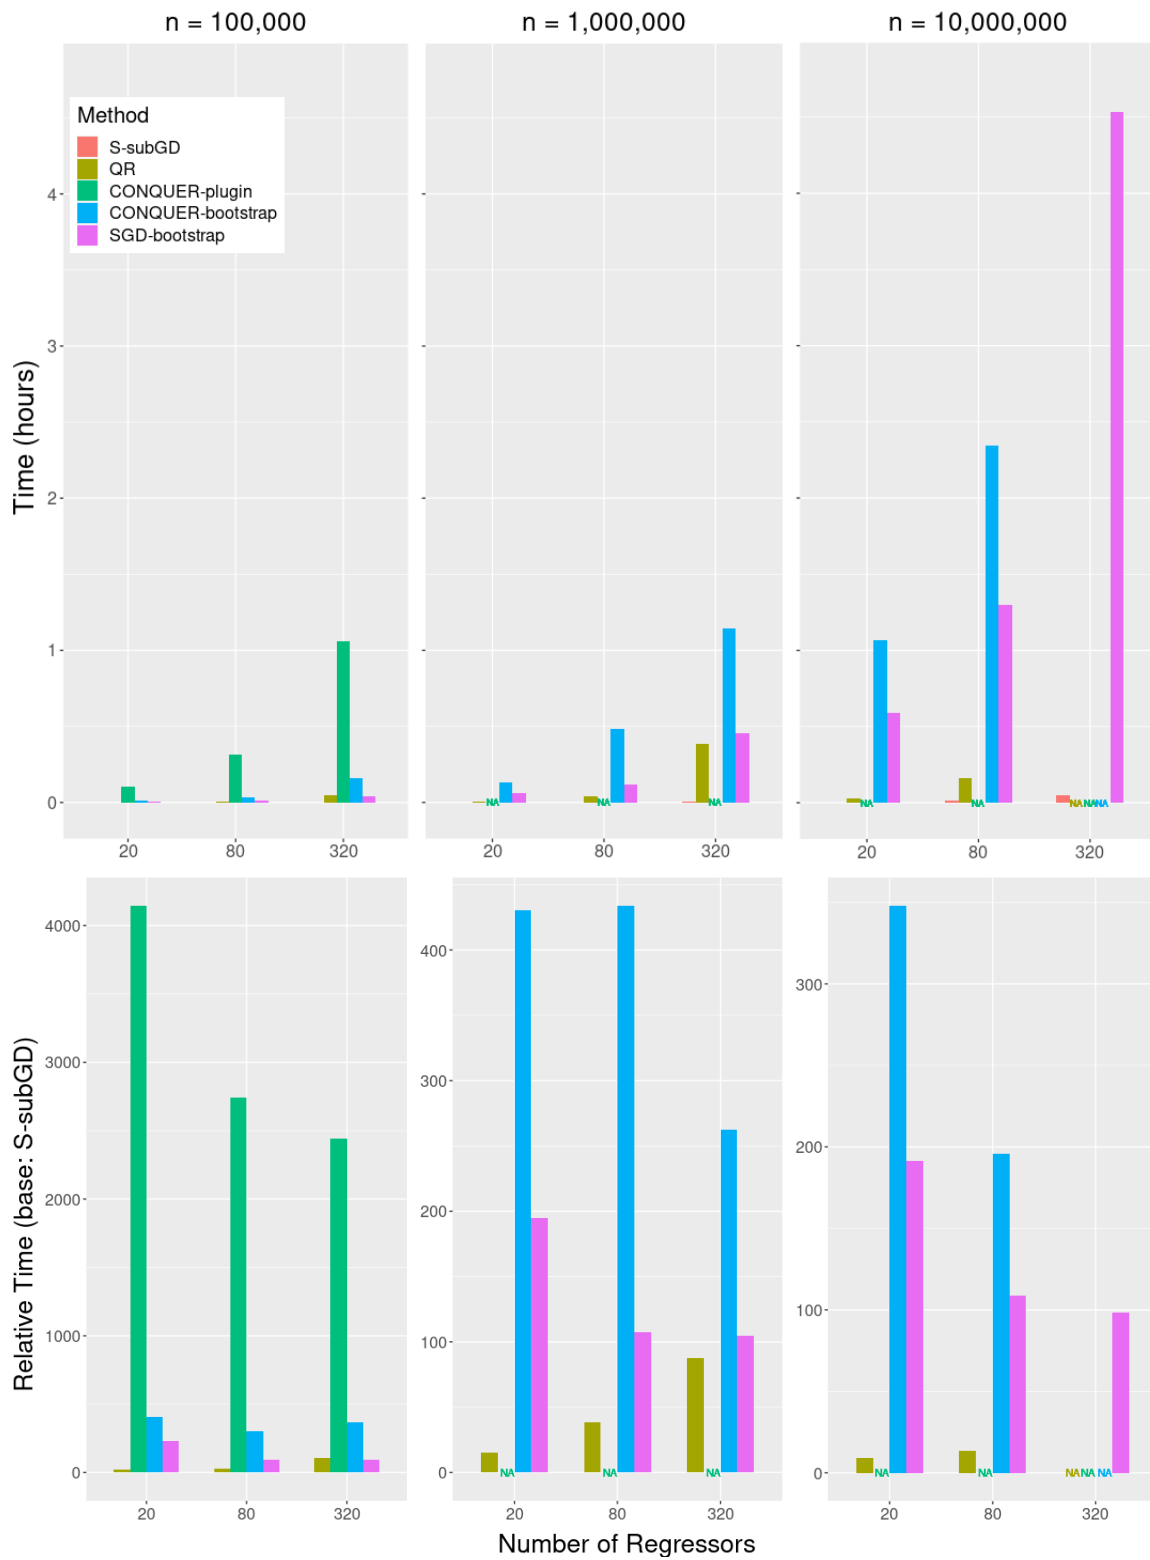 n = 100,000
n = 1,000,000
n = 10,000,000
Method
S-subGD
QR
CONQUER-plugin
CONQUER-bootstrap
SGD-bootstrap
Time (hours)
4
3
2
1
0
NA
NA
NA
NA
NA
NA
NA
NA
20
80
320
20
80
320
20
80
320
Relative Time (base: S-subGD)
4000
3000
2000
1000
0
400
300
200
100
0
NA
NA
NA
300
200
100
0
NA
NA
NA
NA
NA
20
80
320
20
80
320
20
80
320
Number of Regressors